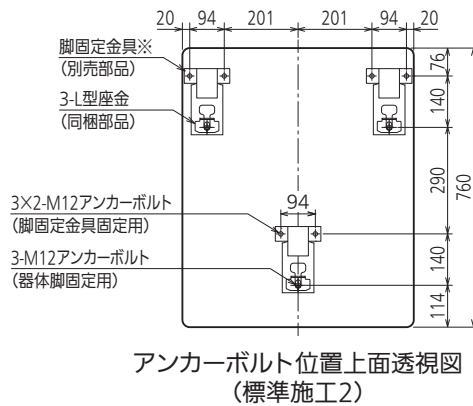 20 94 201 201 94 20
脚固定金具※
(別売部品)
3-L型座金
(同梱部品)
76
140
290
760
3×2-M12アンカーボルト
(脚固定金具固定用)
94
3-M12アンカーボルト
(器体脚固定用)
140
114
アンカーボルト位置上面透視図
(標準施工2)